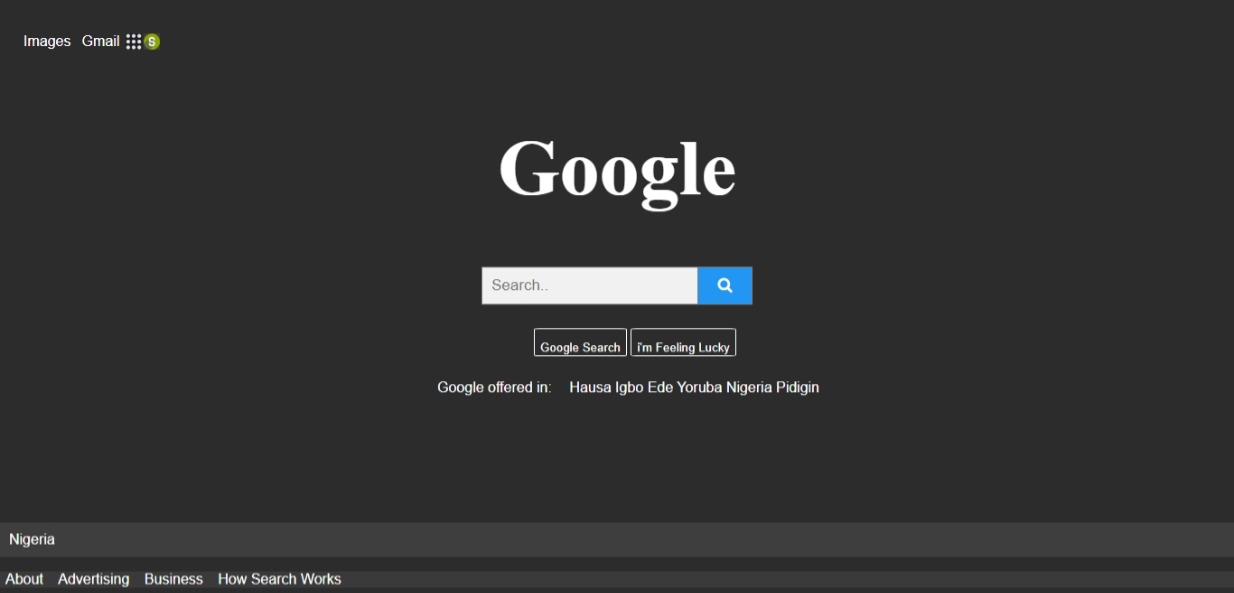 Images Gmail S
Google
Search..
Google Search i'm Feeling Lucky
Google offered in: Hausa Igbo Ede Yoruba Nigeria Pidigin
Nigeria
About Advertising Business How Search Works